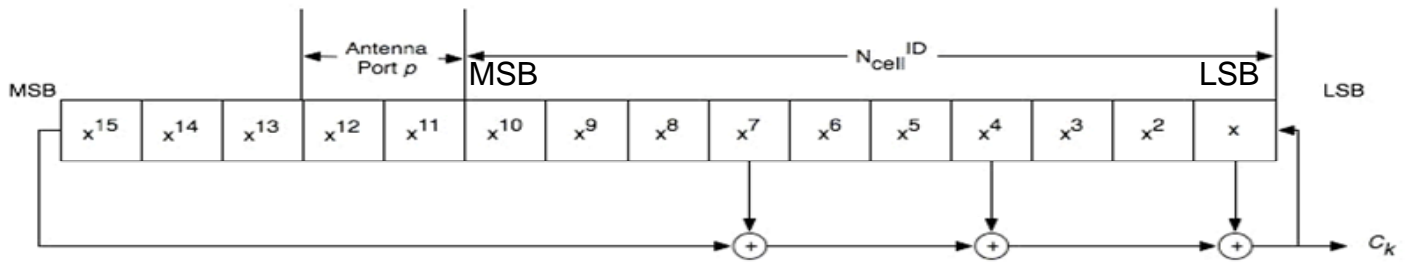 Antenna
Port p
N_cell^ID
MSB
LSB
MSB
LSB
x^15 x^14 x^13 x^12 x^11 x^10 x^9 x^8 x^7 x^6 x^5 x^4 x^3 x^2 x
+ + +
C_k